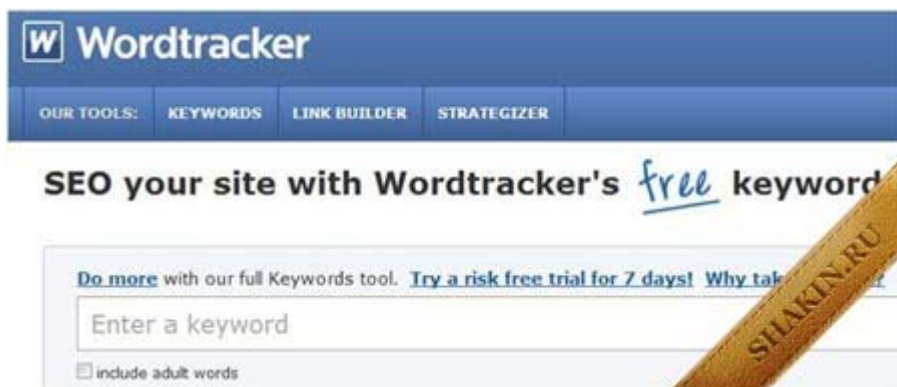 W Wordtracker
OUR TOOLS: KEYWORDS LINK BUILDER STRATEGIZER
SEO your site with Wordtracker's free keyword
Do more with our full Keywords tool. Try a risk free trial for 7 days! Why
Enter a keyword
include adult words
SHAKIN.RU